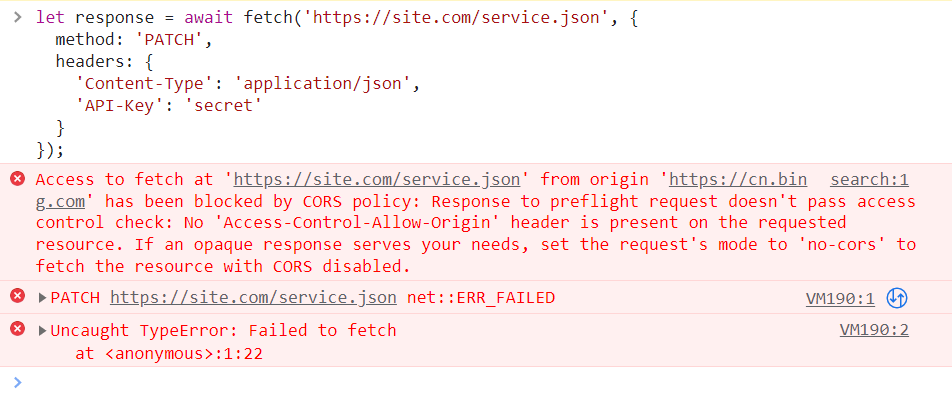 let response = await fetch('https://site.com/service.json', {
  method: 'PATCH',
  headers: {
    'Content-Type': 'application/json',
    'API-Key': 'secret'
  }
});
Access to fetch at 'https://site.com/service.json' from origin 'https://cn.bin search:1
g.com' has been blocked by CORS policy: Response to preflight request doesn't pass access
control check: No 'Access-Control-Allow-Origin' header is present on the requested
resource. If an opaque response serves your needs, set the request's mode to 'no-cors' to
fetch the resource with CORS disabled.
PATCH https://site.com/service.json net::ERR_FAILED VM190:1
Uncaught TypeError: Failed to fetch VM190:2
    at <anonymous>:1:22